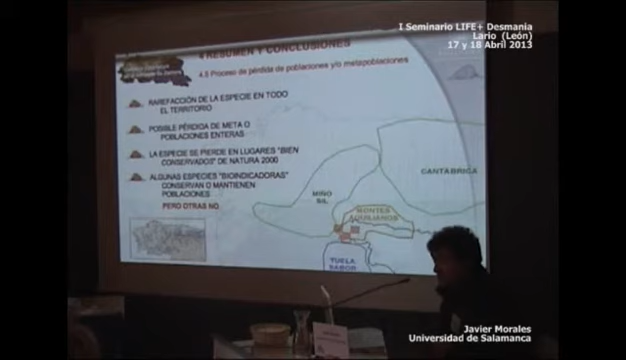 I Seminario LIFE+ Desmania
Lario (León)
17 y 18 Abril 2013
4 RESUMEN Y CONCLUSIONES
4.6 Proceso de pérdida de poblaciones y/o metapoblaciones
RAREFACCIÓN DE LA ESPECIE EN TODO
EL TERRITORIO
POSIBLE PÉRDIDA DE META O
POBLACIONES ENTERAS
LA ESPECIE SE PIERDE EN LUGARES "BIEN
CONSERVADOS" DE NATURA 2000
ALGUNAS ESPECIES "BIOINDICADORAS"
CONSERVAN O MANTIENEN
POBLACIONES
PERO OTRAS NO.
CANTÁBRICA
MIÑO
SIL
MONTES
AQUILIANOS
TUELA
SABOR
Javier Morales
Universidad de Salamanca